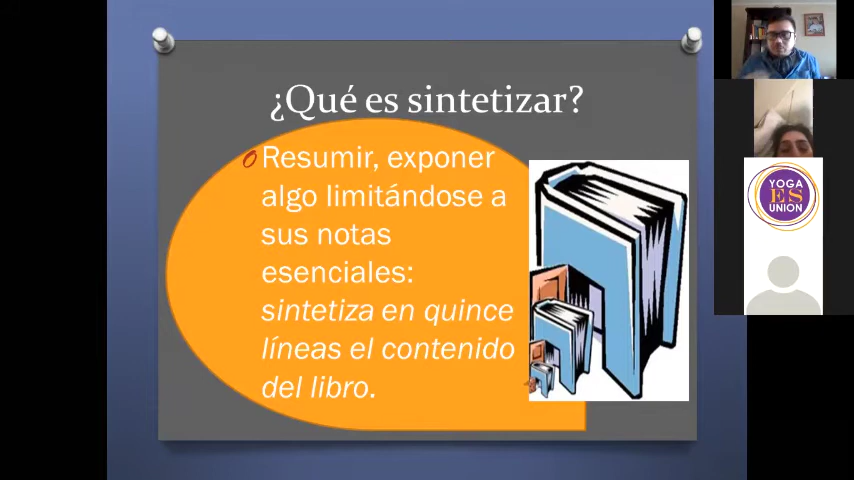 ¿Qué es sintetizar?
Resumir, exponer
algo limitándose a
sus notas
esenciales:
sintetiza en quince
líneas el contenido
del libro.
YOGA
ES
UNION